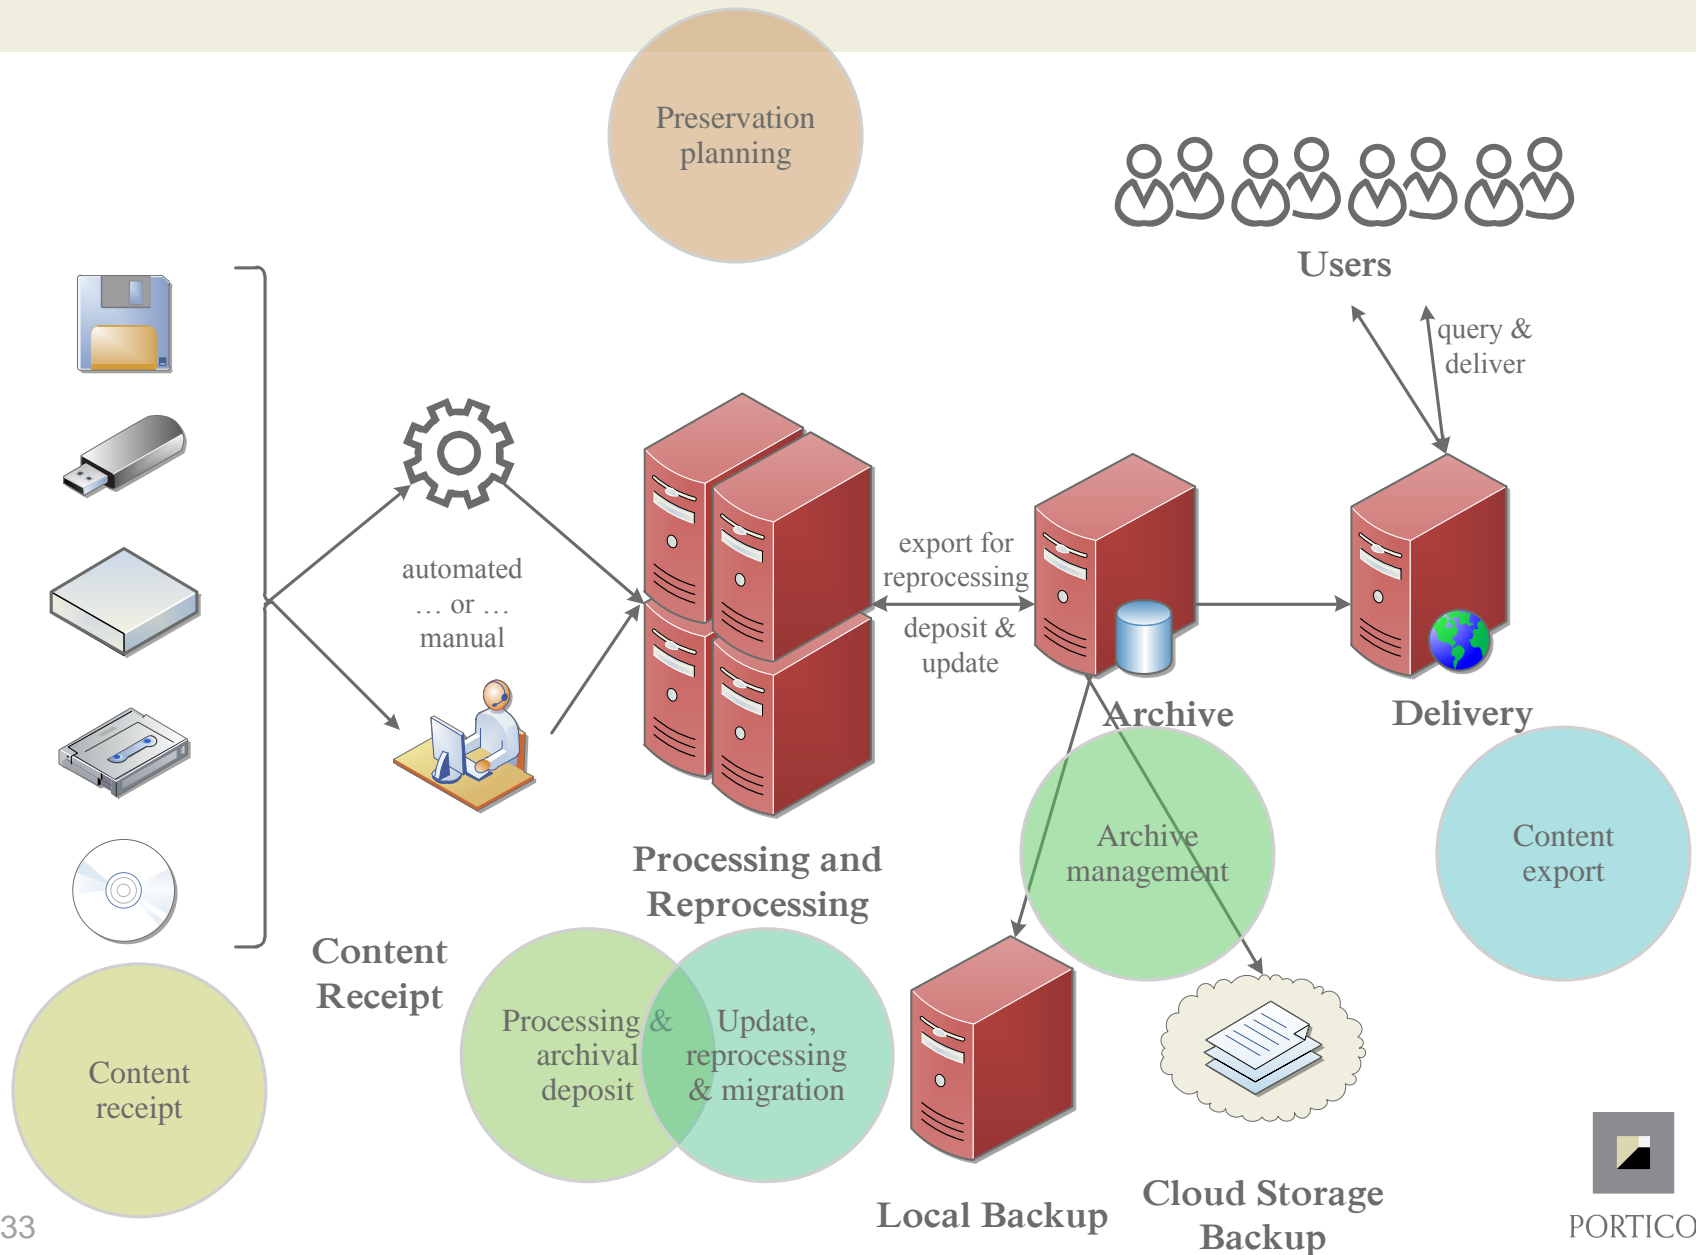 Preservation
planning
Users
query &
deliver
automated
… or …
manual
export for
reprocessing
deposit &
update
Archive
Delivery
Processing and
Reprocessing
Archive
management
Content
export
Content
Receipt
Processing &
archival
deposit
Update,
reprocessing
& migration
Content
receipt
Local Backup
Cloud Storage
Backup
33
PORTICO